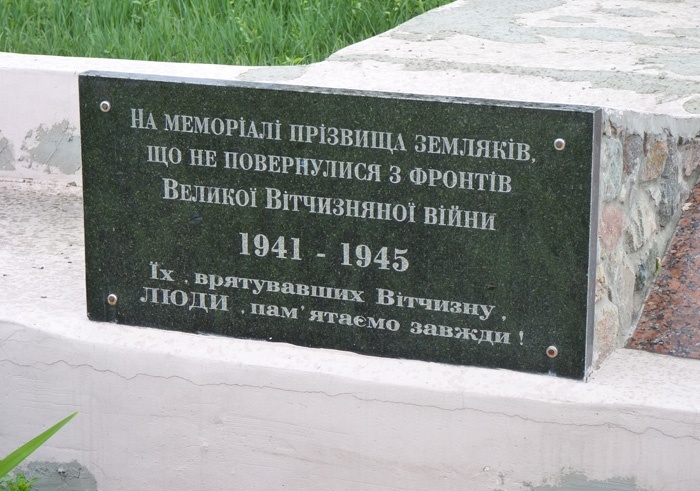 НА МЕМОРІАЛІ ПРІЗВИЩА ЗЕМЛЯКІВ,
ЩО НЕ ПОВЕРНУЛИСЯ З ФРОНТІВ
ВЕЛИКОЇ ВІТЧИЗНЯНОЇ ВІЙНИ
1941 - 1945
Їх , врятувавших Вітчизну,
ЛЮДИ , пам'ятаємо завжди !